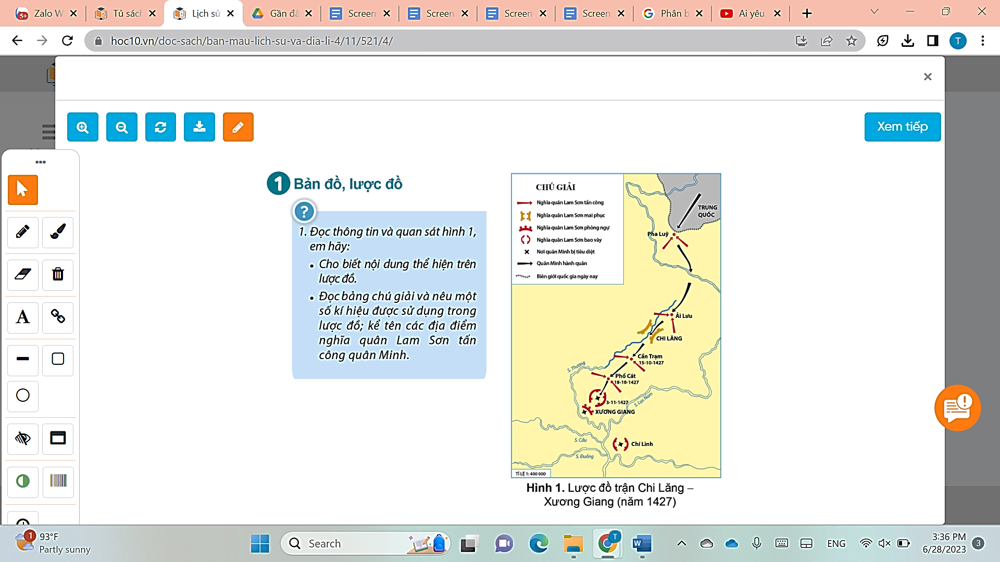 Zalo W
Tủ sách
Lịch sử
Gần đâ
Screen
Screen
Screen
Screen
Phân b
Ai yêu
hoc10.vn/doc-sach/ban-mau-lich-su-va-dia-li-4/11/521/4/
T
Xem tiếp
1 Bản đồ, lược đồ
?
1. Đọc thông tin và quan sát hình 1,
em hãy:
• Cho biết nội dung thể hiện trên
lược đồ.
• Đọc bảng chú giải và nêu một
số kí hiệu được sử dụng trong
lược đồ; kể tên các địa điểm
nghĩa quân Lam Sơn tấn
công quân Minh.
CHÚ GIẢI
Nghĩa quân Lam Sơn tấn công
Nghĩa quân Lam Sơn mai phục
Nghĩa quân Lam Sơn phòng ngự
Nghĩa quân Lam Sơn bao vây
Nơi quân Minh bị tiêu diệt
Quân Minh hành quân
Biên giới quốc gia ngày nay
TRUNG
QUỐC
Pha Luỹ
Ải Lưu
CHI LĂNG
Cần Trạm
15-10-1427
S. Thương
Phố Cát
18-10-1427
3-11-1427
S. Lục Nam
XƯƠNG GIANG
S. Cầu
Chí Linh
S. Đuống
TỈ LỆ 1: 400 000
Hình 1. Lược đồ trận Chi Lăng –
Xương Giang (năm 1427)
A
1
93°F
Partly sunny
Search
T
W
ENG
3:36 PM
6/28/2023
3